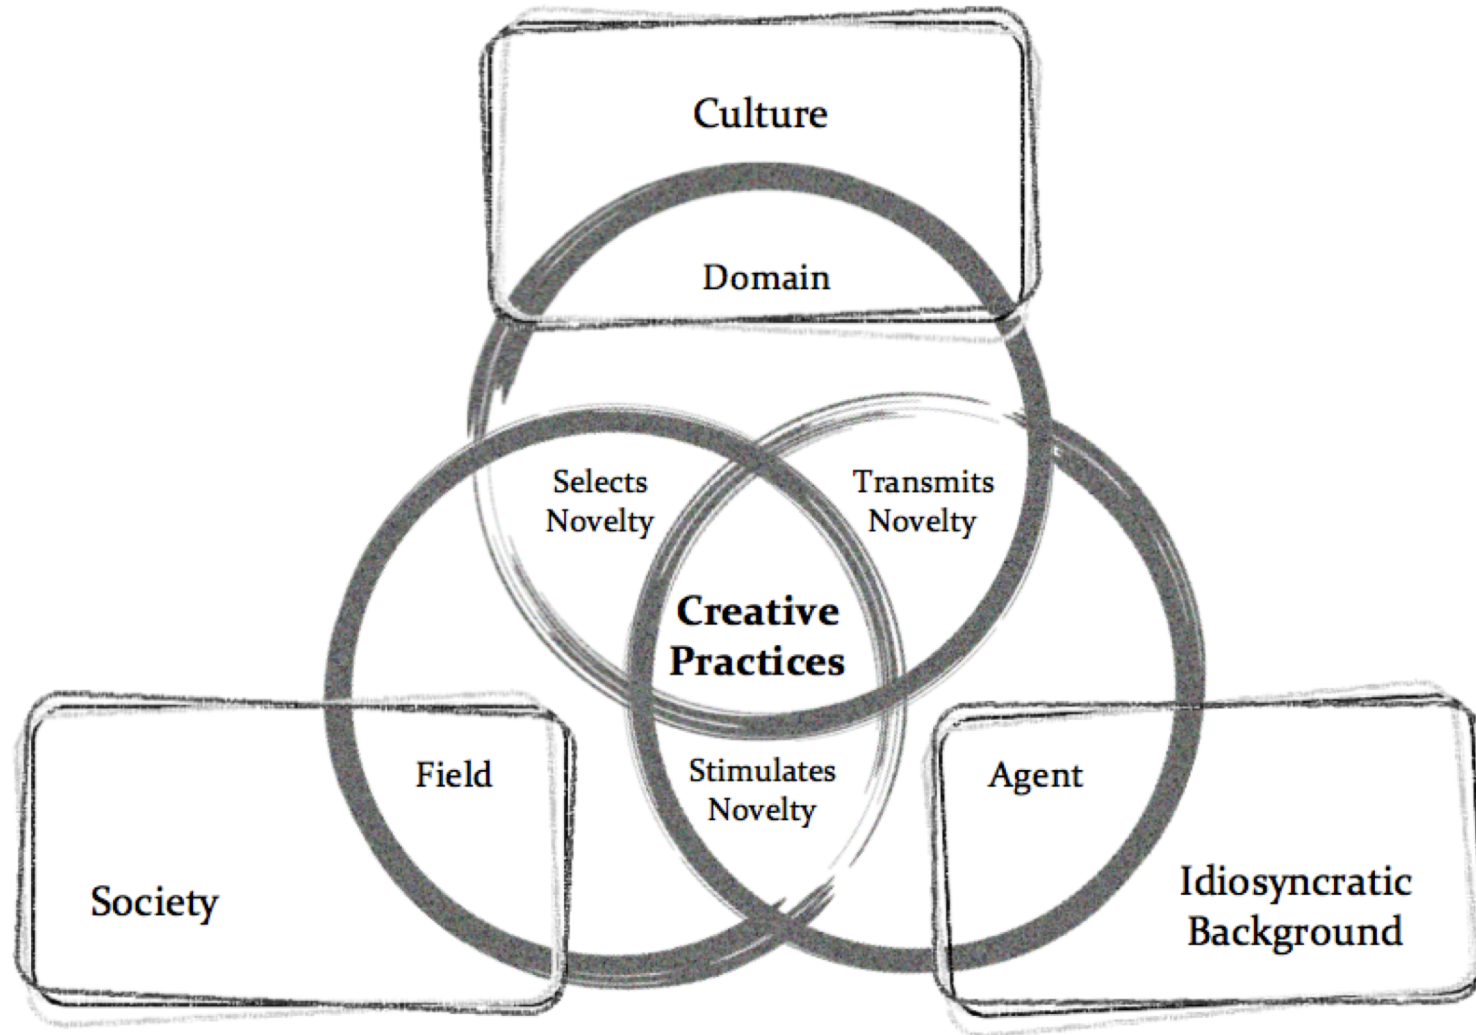 Culture
Domain
Selects
Novelty
Transmits
Novelty
Creative
Practices
Field
Stimulates
Novelty
Agent
Society
Idiosyncratic
Background